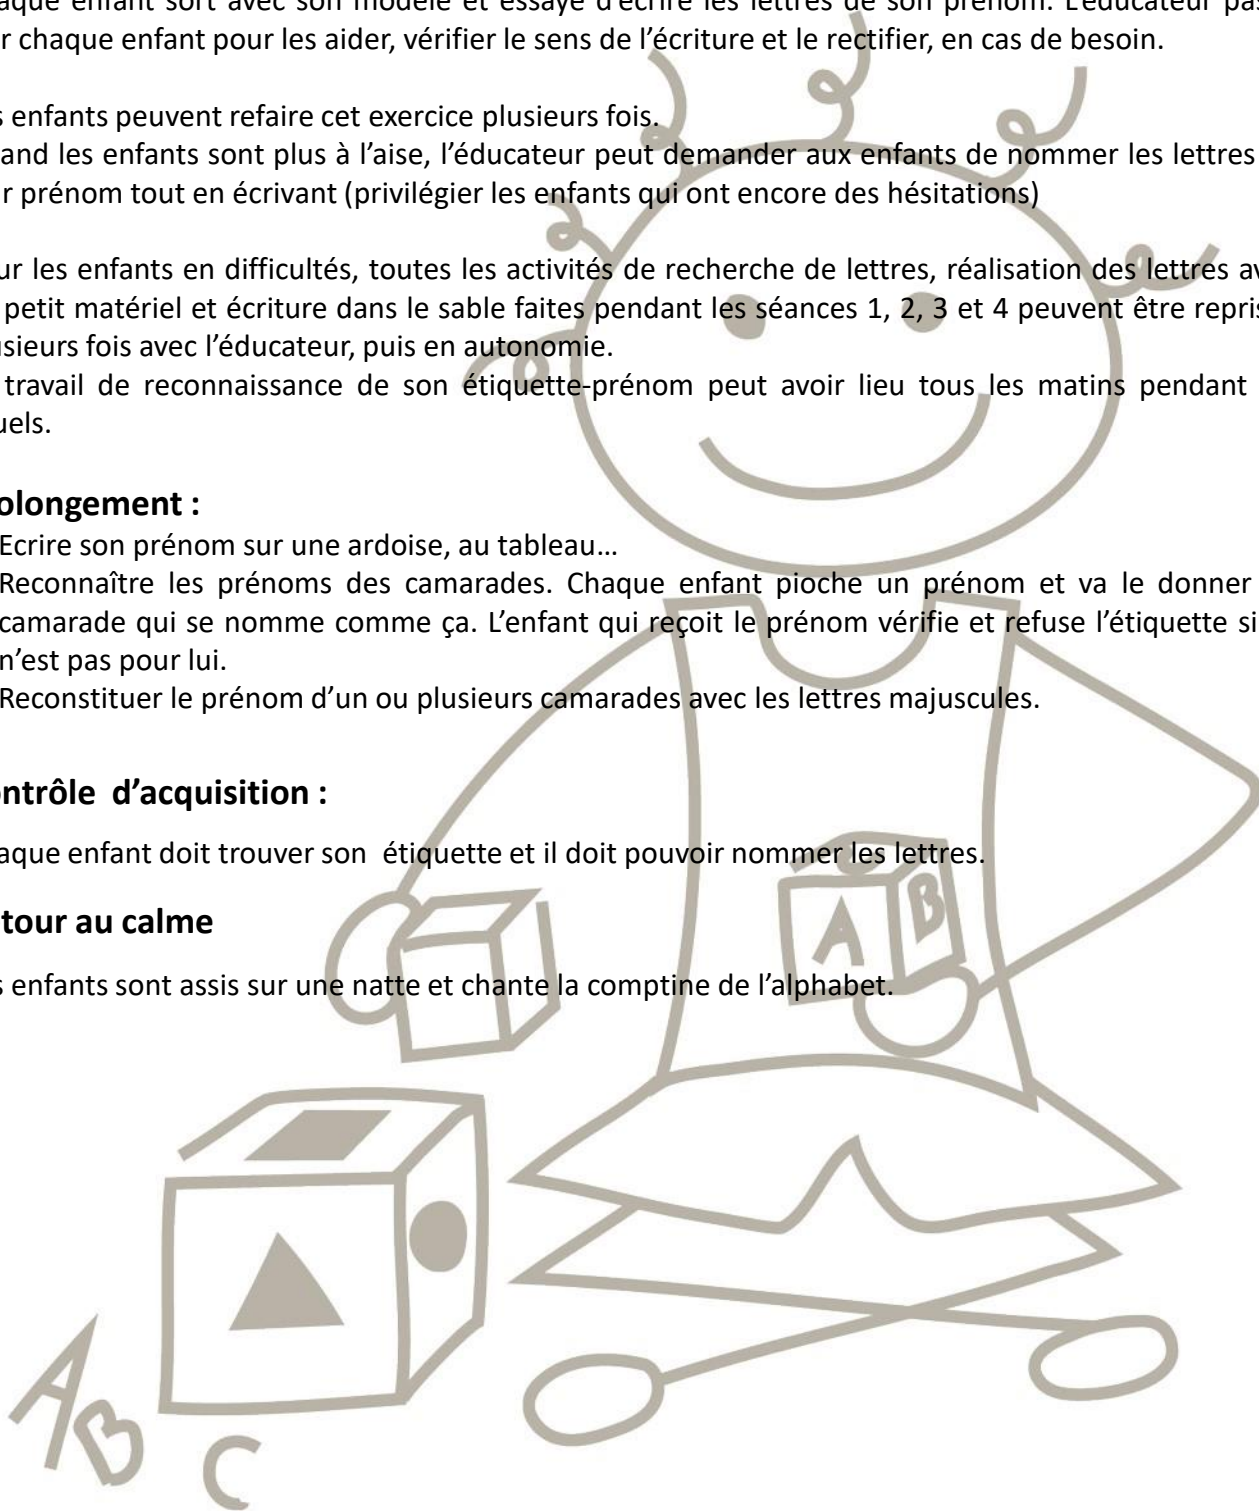 aque enfant sort avec son modèle et essaye d'écrire les lettres de son prénom. L'éducateur pas
r chaque enfant pour les aider, vérifier le sens de l'écriture et le rectifier, en cas de besoin.
s enfants peuvent refaire cet exercice plusieurs fois.
and les enfants sont plus à l'aise, l'éducateur peut demander aux enfants de nommer les lettres
r prénom tout en écrivant (privilégier les enfants qui ont encore des hésitations)
ur les enfants en difficultés, toutes les activités de recherche de lettres, réalisation des lettres av
petit matériel et écriture dans le sable faites pendant les séances 1, 2, 3 et 4 peuvent être repris
usieurs fois avec l'éducateur, puis en autonomie.
travail de reconnaissance de son étiquette-prénom peut avoir lieu tous les matins pendant
uels.
olongement :
Ecrire son prénom sur une ardoise, au tableau…
Reconnaître les prénoms des camarades. Chaque enfant pioche un prénom et va le donner
camarade qui se nomme comme ça. L'enfant qui reçoit le prénom vérifie et refuse l'étiquette si
n'est pas pour lui.
Reconstituer le prénom d'un ou plusieurs camarades avec les lettres majuscules.
ntrôle  d'acquisition :
aque enfant doit trouver son  étiquette et il doit pouvoir nommer les lettres.
tour au calme
s enfants sont assis sur une natte et chante la comptine de l'alphabet.
A B
A B C